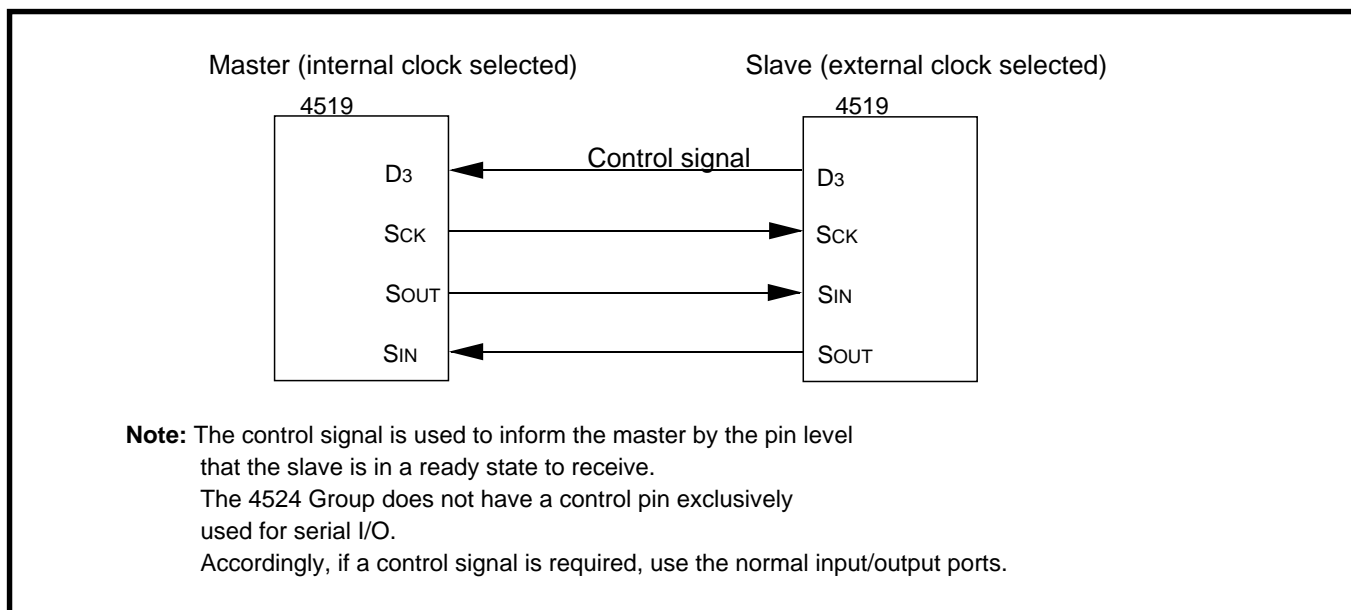 Master (internal clock selected)
Slave (external clock selected)
4519
4519
Control signal
D3
D3
SCK
SCK
SOUT
SIN
SIN
SOUT
Note: The control signal is used to inform the master by the pin level
that the slave is in a ready state to receive.
The 4524 Group does not have a control pin exclusively
used for serial I/O.
Accordingly, if a control signal is required, use the normal input/output ports.